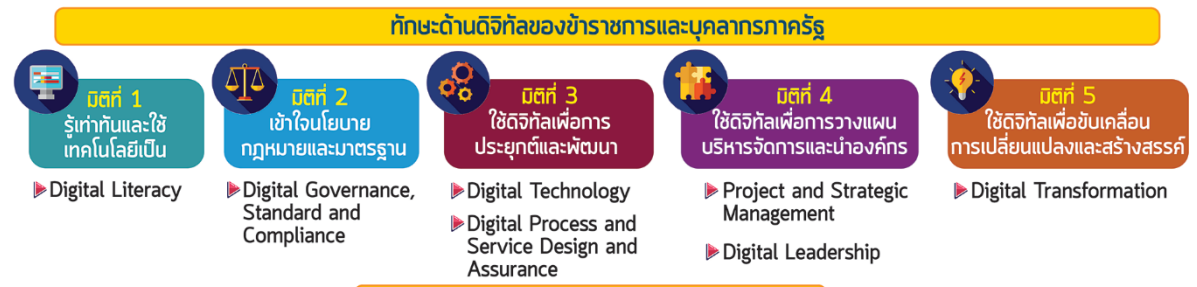 ทักษะด้านดิจิทัลของข้าราชการและบุคลากรภาครัฐ
มิติที่ 1
รู้เท่าทันและใช้
เทคโนโลยีเป็น
Digital Literacy
มิติที่ 2
เข้าใจนโยบาย
กฎหมายและมาตรฐาน
Digital Governance,
Standard and
Compliance
มิติที่ 3
ใช้ดิจิทัลเพื่อการ
ประยุกต์และพัฒนา
Digital Technology
Digital Process and
Service Design and
Assurance
มิติที่ 4
ใช้ดิจิทัลเพื่อการวางแผน
บริหารจัดการและนำองค์กร
Project and Strategic
Management
Digital Leadership
มิติที่ 5
ใช้ดิจิทัลเพื่อขับเคลื่อน
การเปลี่ยนแปลงและสร้างสรรค์
Digital Transformation